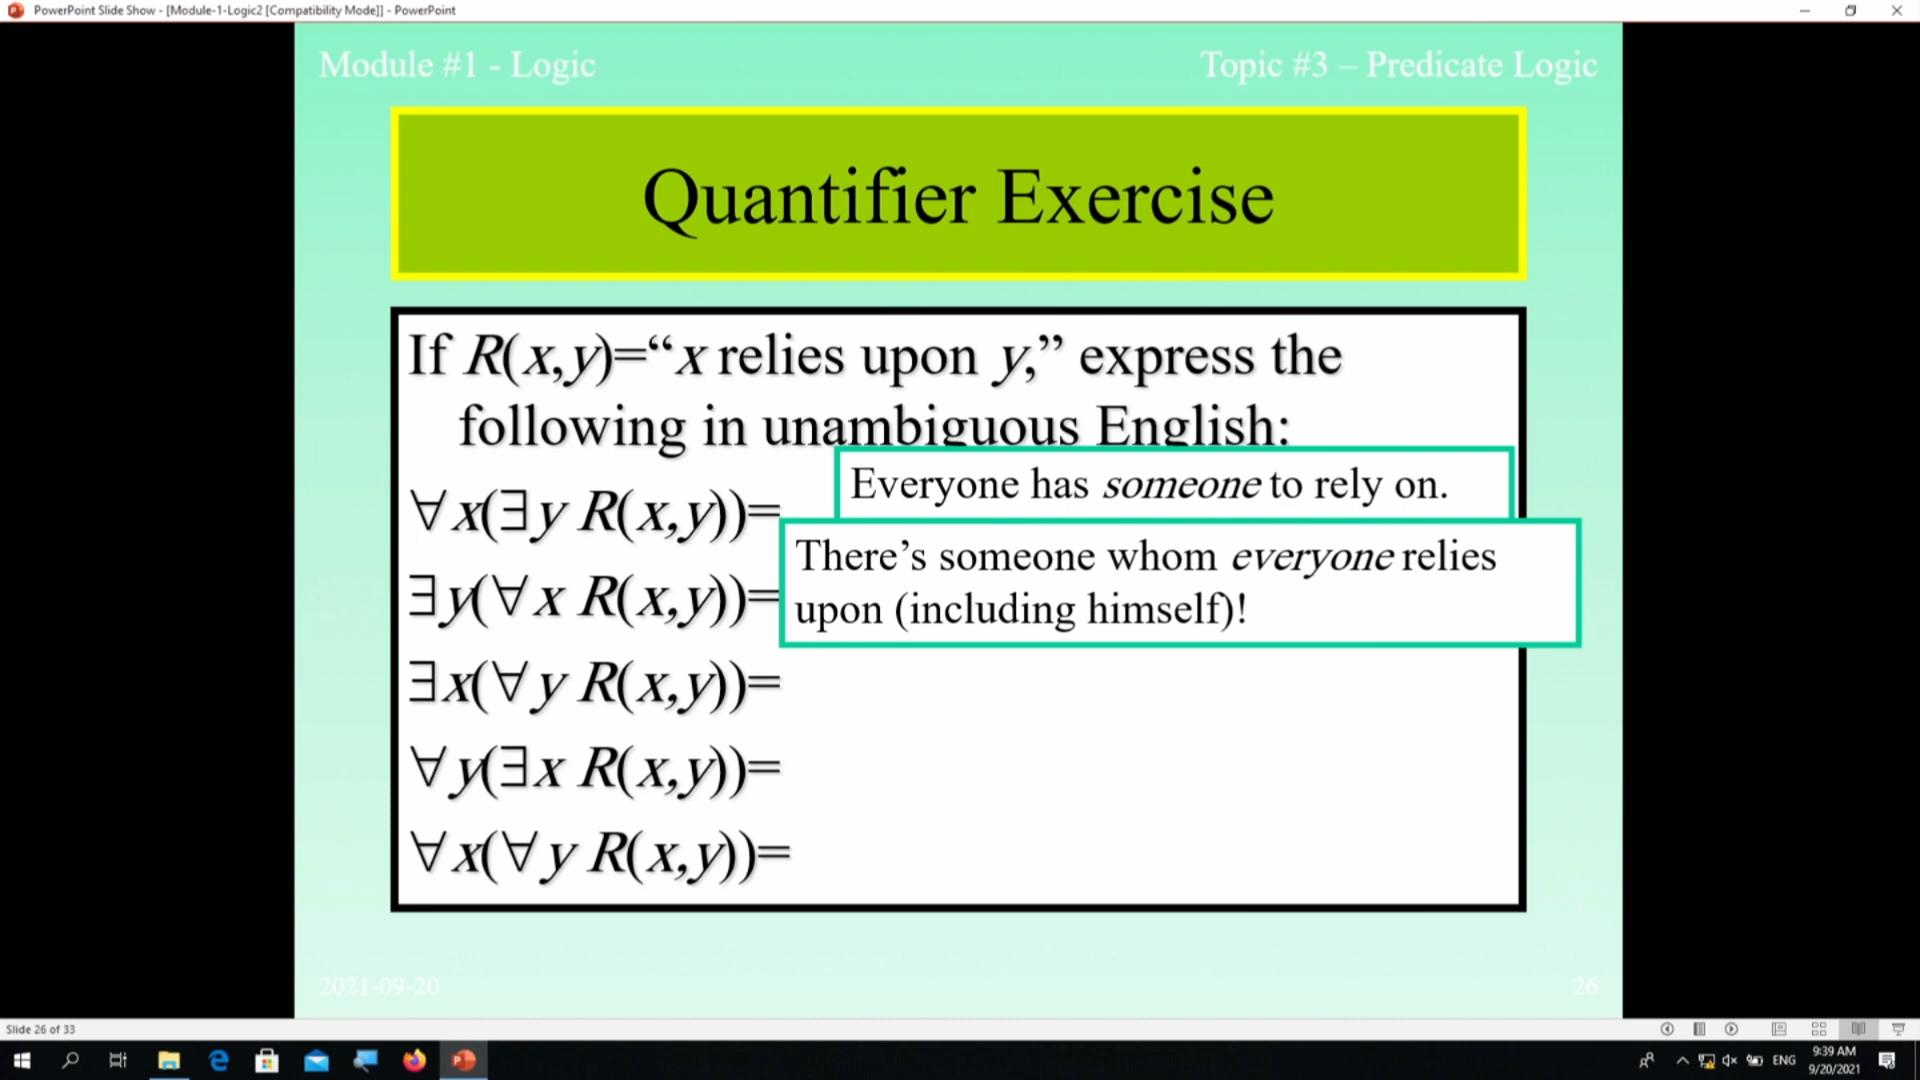 PowerPoint Slide Show - [Module-1-Logic2 [Compatibility Mode]] - PowerPoint
Module #1 - Logic
Topic #3 – Predicate Logic
Quantifier Exercise
If R(x,y)=“x relies upon y,” express the
following in unambiguous English:
∀x(∃y R(x,y))=
Everyone has someone to rely on.
∃y(∀x R(x,y))=
There’s someone whom everyone relies
upon (including himself)!
∃x(∀y R(x,y))=
∀y(∃x R(x,y))=
∀x(∀y R(x,y))=
2021-09-20
26
Slide 26 of 33
ENG
9:39 AM
9/20/2021